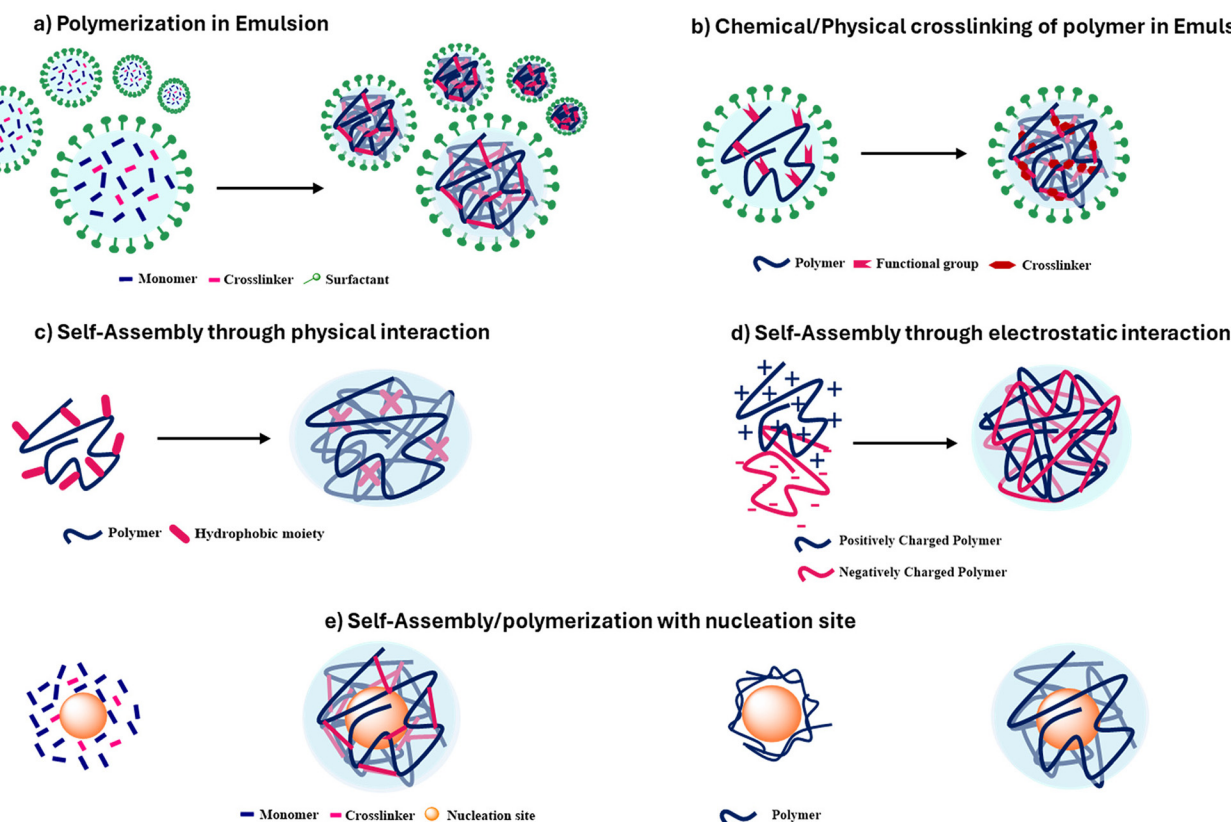 a) Polymerization in Emulsion
b) Chemical/Physical crosslinking of polymer in Emuls
Monomer Crosslinker Surfactant
Polymer Functional group Crosslinker
c) Self-Assembly through physical interaction
d) Self-Assembly through electrostatic interaction
+ + + + + + + + + +
- - - - - - - -
Polymer Hydrophobic moiety
Positively Charged Polymer
Negatively Charged Polymer
e) Self-Assembly/polymerization with nucleation site
Monomer Crosslinker Nucleation site
Polymer